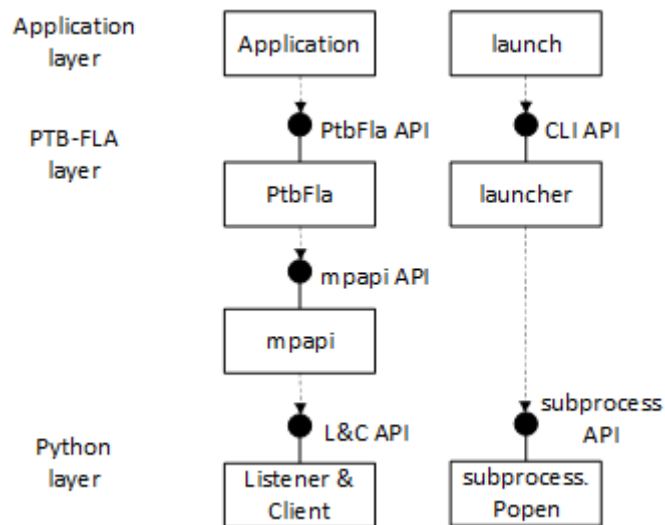 Application
layer
Application
launch
PtbFla API
CLI API
PTB-FLA
layer
PtbFla
launcher
mpapi API
mpapi
L&C API
subprocess
API
Python
layer
Listener &
Client
subprocess.
Popen